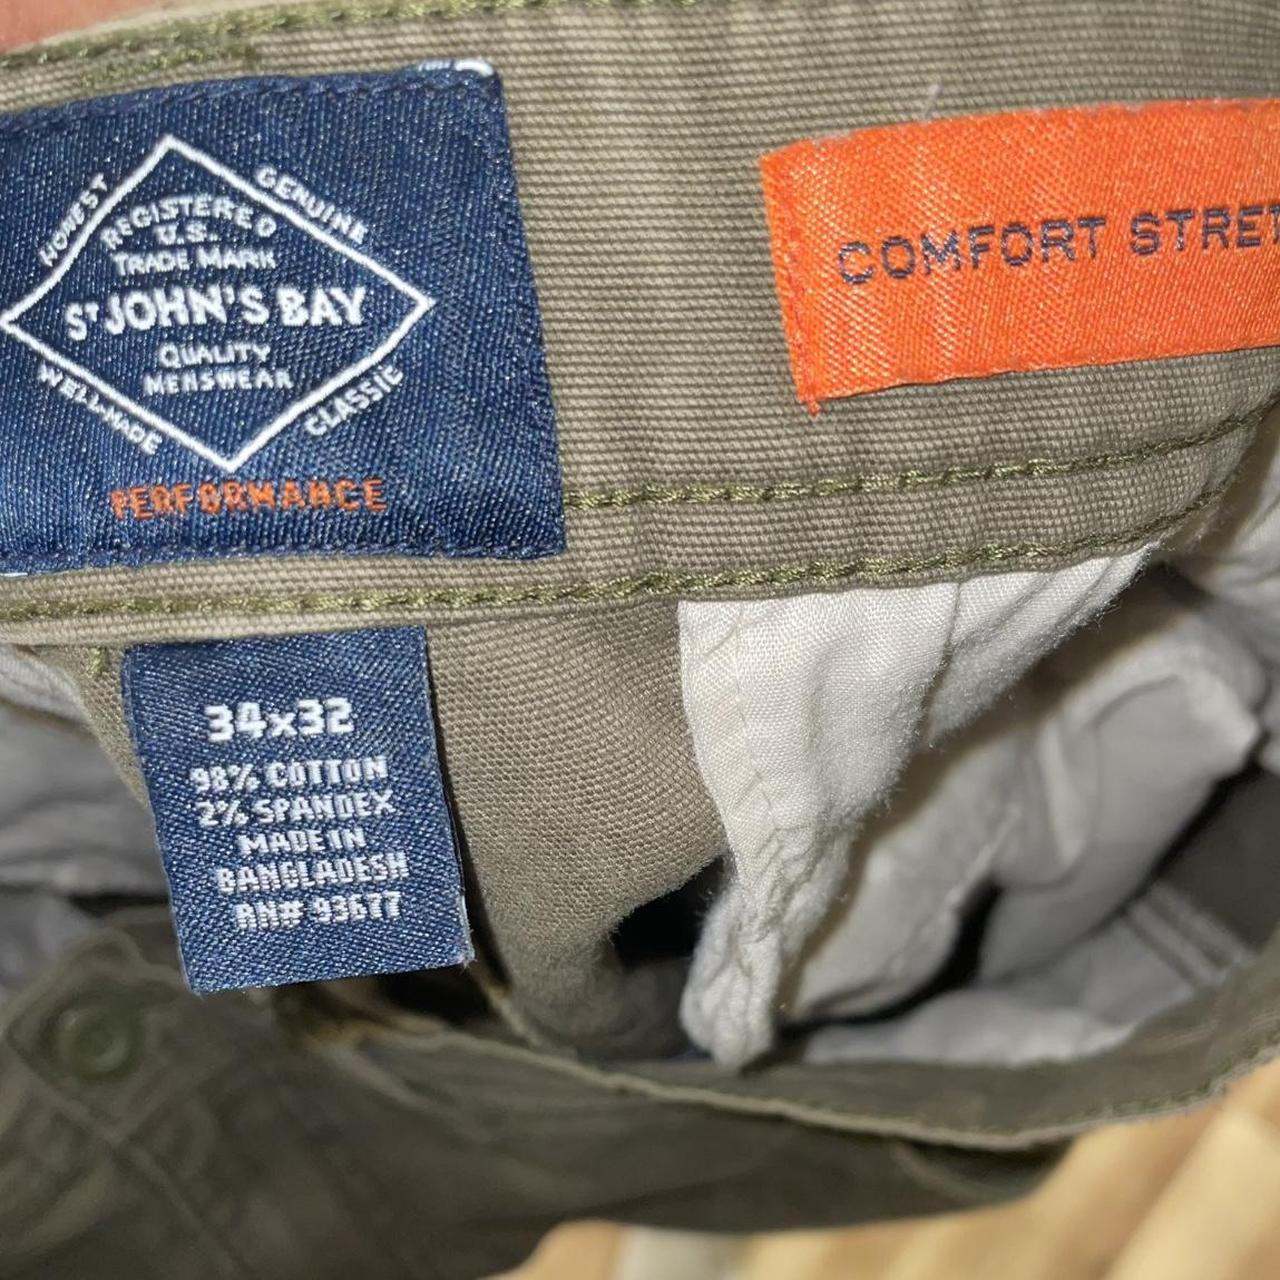 HONEST
GENUINE
REGISTERED
U.S.
TRADE MARK
ST JOHN'S BAY
QUALITY
MENSWEAR
WELL-MADE
CLASSIC
PERFORMANCE
COMFORT STRET
34x32
98% COTTON
2% SPANDEX
MADE IN
BANGLADESH
RN# 93677